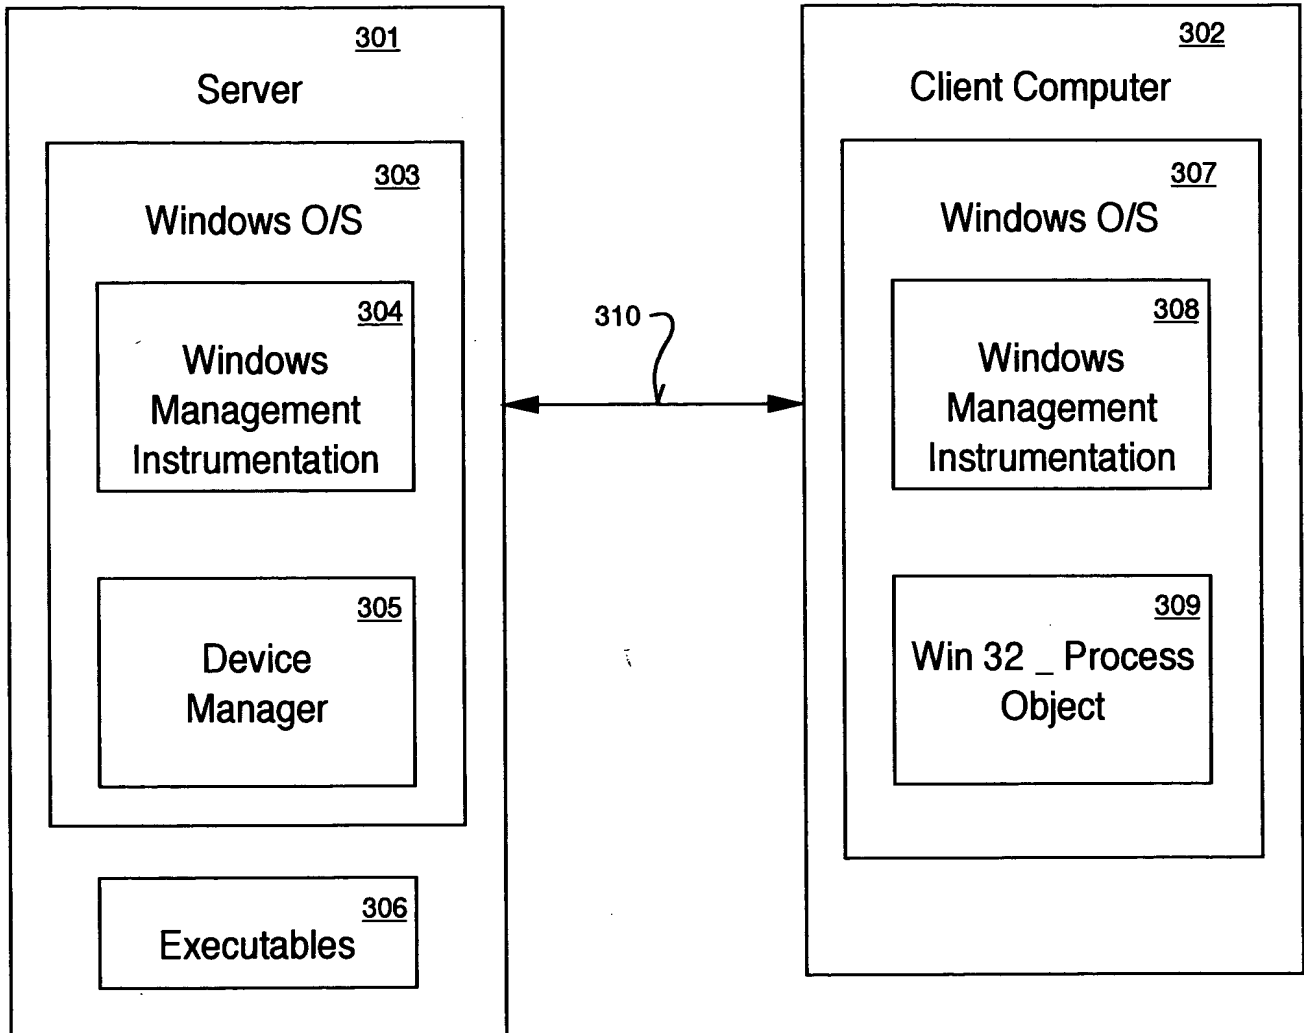 301
Server
303
Windows O/S
304
Windows
Management
Instrumentation
305
Device
Manager
306
Executables
310
302
Client Computer
307
Windows O/S
308
Windows
Management
Instrumentation
309
Win 32 _ Process
Object